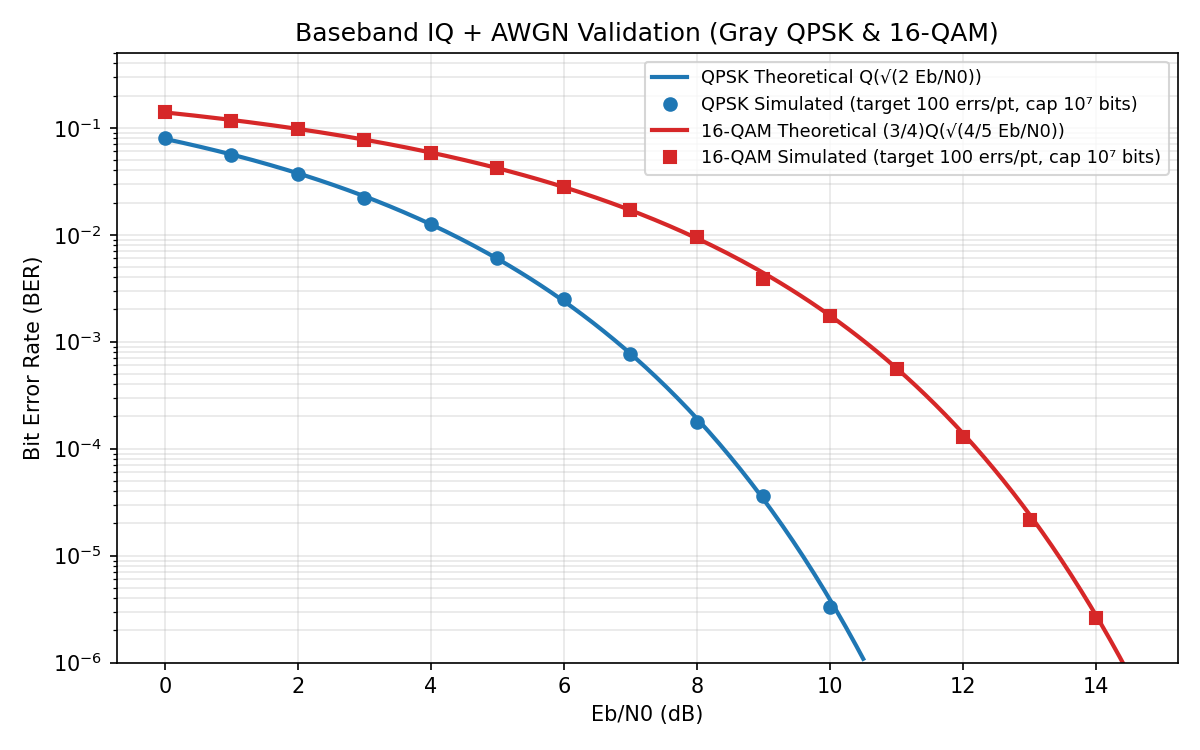 Baseband IQ + AWGN Validation (Gray QPSK & 16-QAM)
QPSK Theoretical Q(√(2 Eb/N0))
QPSK Simulated (target 100 errs/pt, cap 10⁷ bits)
16-QAM Theoretical (3/4)Q(√(4/5 Eb/N0))
16-QAM Simulated (target 100 errs/pt, cap 10⁷ bits)
Bit Error Rate (BER)
10⁻¹
10⁻²
10⁻³
10⁻⁴
10⁻⁵
10⁻⁶
0 2 4 6 8 10 12 14
Eb/N0 (dB)